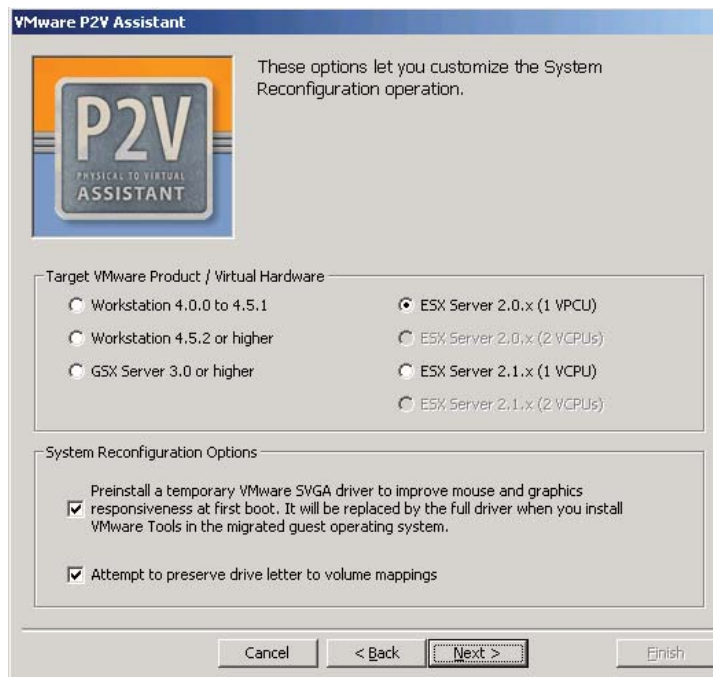 VMware P2V Assistant
These options let you customize the System
Reconfiguration operation.
P2V
PHYSICAL TO VIRTUAL
ASSISTANT
Target VMware Product / Virtual Hardware
Workstation 4.0.0 to 4.5.1
Workstation 4.5.2 or higher
GSX Server 3.0 or higher
ESX Server 2.0.x (1 VPCU)
ESX Server 2.0.x (2 VCPUs)
ESX Server 2.1.x (1 VCPU)
ESX Server 2.1.x (2 VCPUs)
System Reconfiguration Options
Preinstall a temporary VMware SVGA driver to improve mouse and graphics
responsiveness at first boot. It will be replaced by the full driver when you install
VMware Tools in the migrated guest operating system.
Attempt to preserve drive letter to volume mappings
Cancel
< Back
Next >
Finish